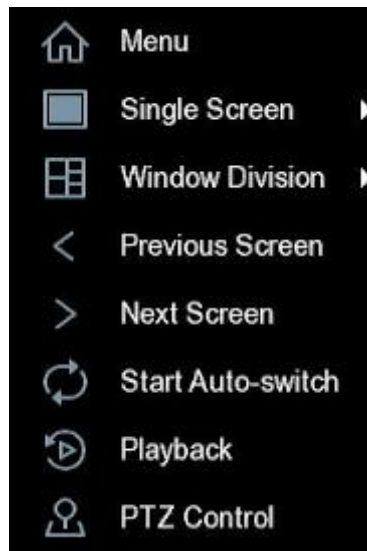 Menu
Single Screen
Window Division
Previous Screen
Next Screen
Start Auto-switch
Playback
PTZ Control